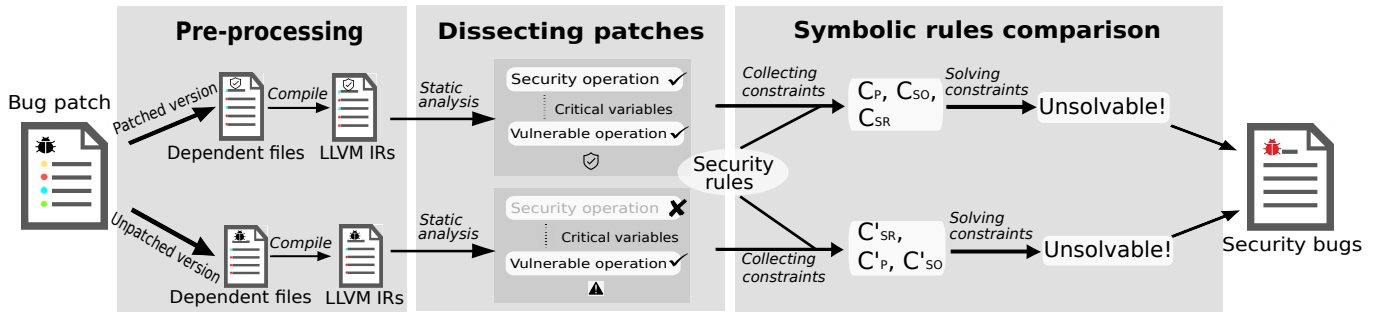 Pre-processing
Dissecting patches
Symbolic rules comparison
Bug patch
Patched version
Compile
Dependent files
LLVM IRs
Static
analysis
Security operation
Critical variables
Vulnerable operation
Collecting
constraints
CP, CSO,
CSR
Solving
constraints
Unsolvable!
Security
rules
Unpatched version
Compile
Dependent files
LLVM IRs
Static
analysis
Security operation
Critical variables
Vulnerable operation
Collecting
constraints
C'SR,
C'P, C'SO
Solving
constraints
Unsolvable!
Security bugs